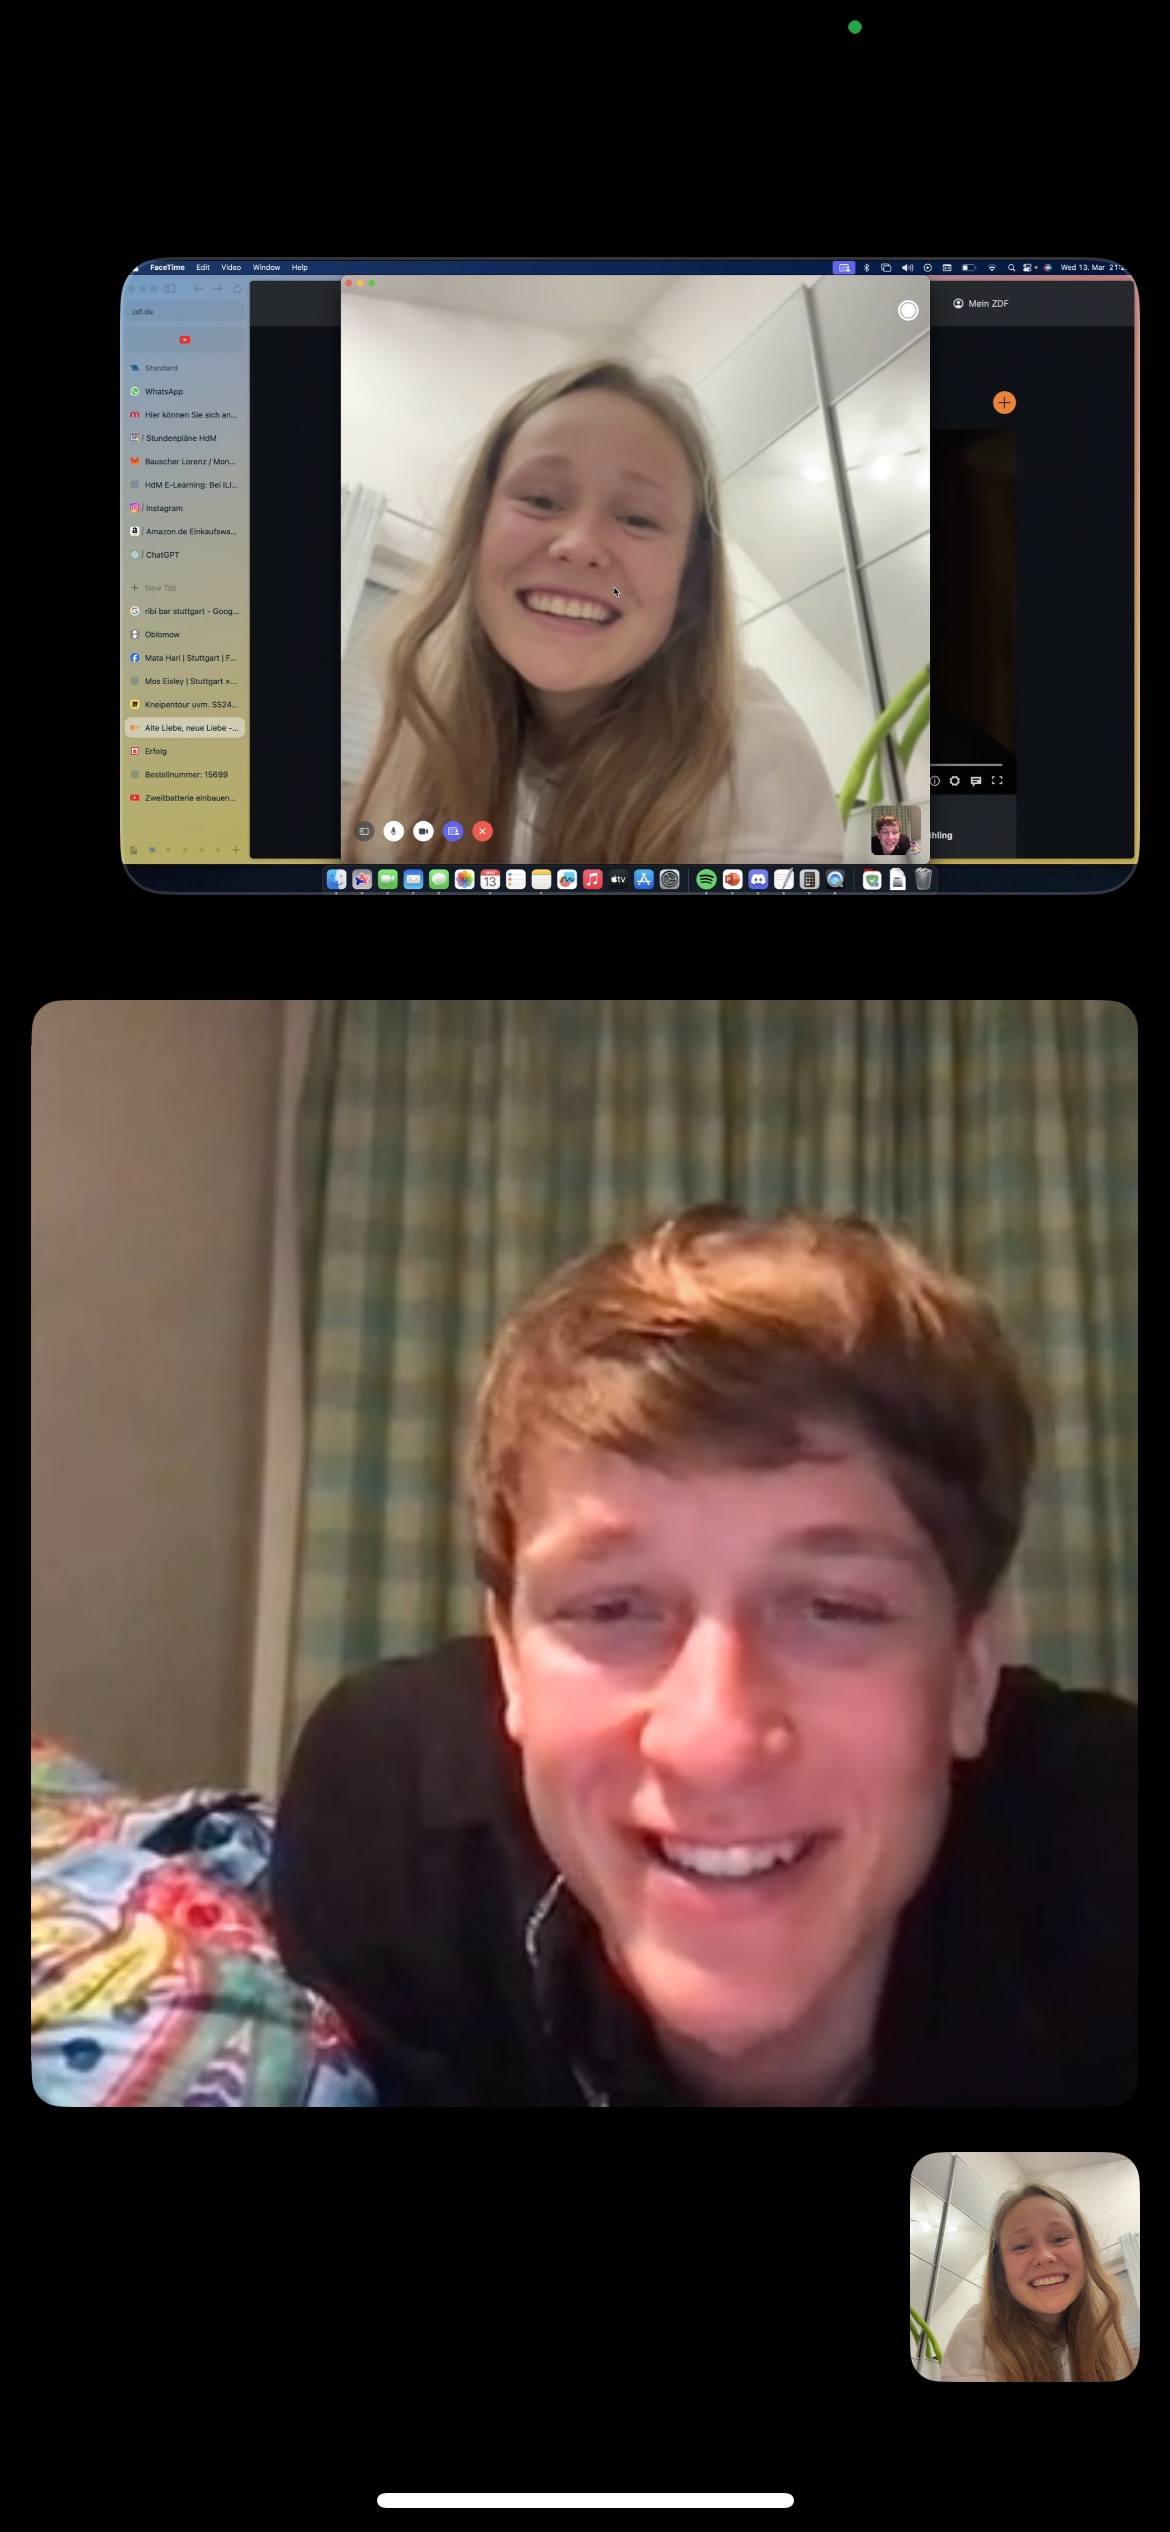 FaceTime Edit Video Window Help
Wed 13. Mar 21:2
zdf.de
Mein ZDF
Standard
WhatsApp
Hier können Sie sich an...
/ Stundenpläne HdM
Bauscher Lorenz / Mon...
HdM E-Learning: Bei ILI...
/ Instagram
/ Amazon.de Einkaufswa...
/ ChatGPT
+ New Tab
ribi bar stuttgart - Goog...
Oblomow
Mata Hari | Stuttgart | F...
Mos Eisley | Stuttgart »...
Kneipentour uvm. SS24...
Alte Liebe, neue Liebe -...
Erfolg
Bestellnummer: 15699
Zweitbatterie einbauen...
hling
13
tv